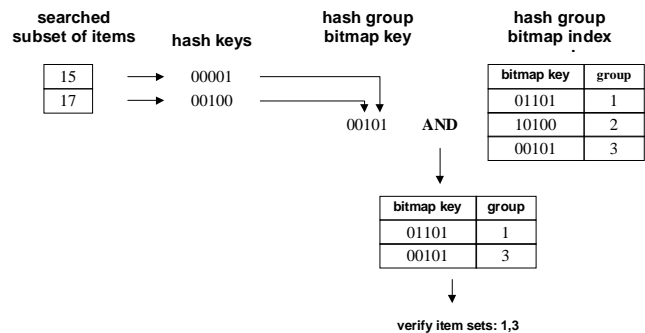 searched
subset of items
hash keys
hash group
bitmap key
hash group
bitmap index
15
00001
17
00100
00101
AND
bitmap key group
01101 1
10100 2
00101 3
bitmap key group
01101 1
00101 3
verify item sets: 1,3